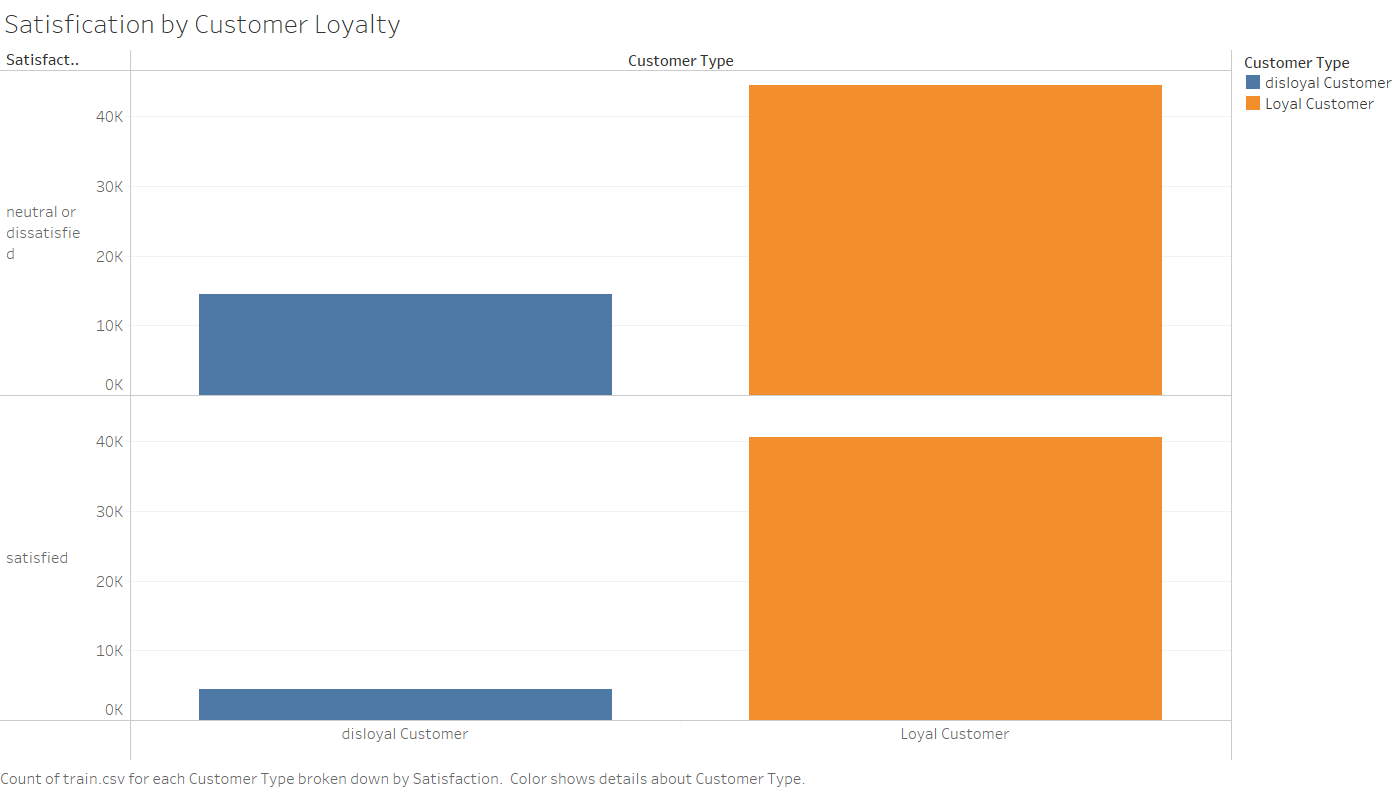 Satisfication by Customer Loyalty
Satisfact..
Customer Type
Customer Type
disloyal Customer
Loyal Customer
neutral or
dissatisfie
d
40K
30K
20K
10K
0K
satisfied
40K
30K
20K
10K
0K
disloyal Customer
Loyal Customer
Count of train.csv for each Customer Type broken down by Satisfaction.  Color shows details about Customer Type.